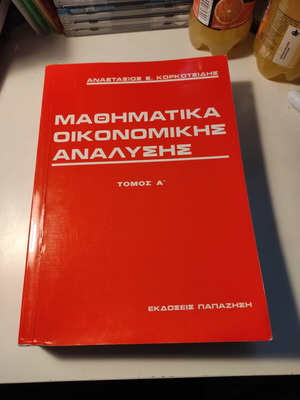 ΑΝΑΣΤΑΣΙΟΣ Σ. ΚΟΡΚΟΤΣΙΔΗΣ
ΜΑΘΗΜΑΤΙΚΑ
ΟΙΚΟΝΟΜΙΚΗΣ
ΑΝΑΛΥΣΗΣ
ΤΟΜΟΣ Α΄
ΕΚΔΟΣΕΙΣ ΠΑΠΑΖΗΣΗ